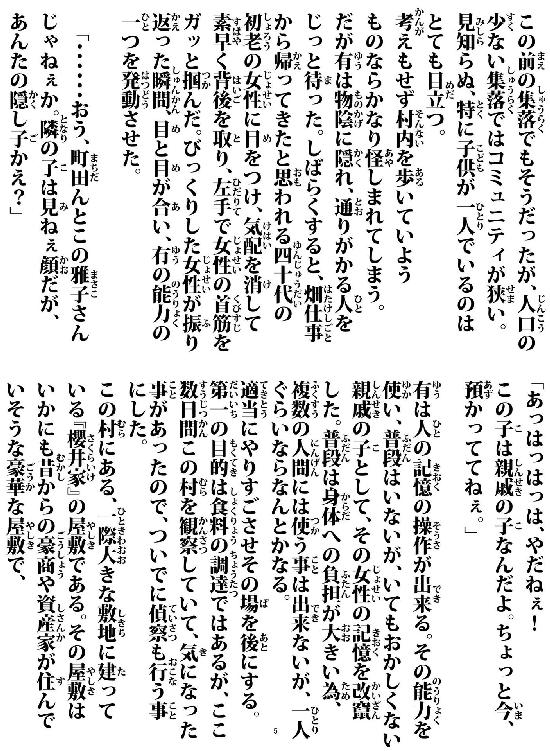 この前の集落でもそうだったが、人口の
少ない集落ではコミュニティが狭い。
見知らぬ、特に子供が一人でいるのは
とても目立つ。
考えもせず村内を歩いていよう
ものならかなり怪しまれてしまう。
だが有は物陰に隠れ、通りがかる人を
じっと待った。しばらくすると、畑仕事
から帰ってきたと思われる四十代の
初老の女性に目をつけ、気配を消して
素早く背後を取り、左手で女性の首筋を
ガッと掴んだ。びっくりした女性が振り
返った瞬間、目と目が合い、有の能力の
一つを発動させた。
「‥‥‥おう、町田んとこの雅子さん
じゃねぇか。隣の子は見ねぇ顔だが、
あんたの隠し子かえ？」
「あっはっはっは、やだねぇ！
この子は親戚の子なんだよ。ちょっと今、
預かっててねぇ。」
有は人の記憶の操作が出来る。その能力を
使い、普段はいないが、いてもおかしくない
親戚の子として、その女性の記憶を改竄
した。普段は身体への負担が大きい為、
複数の人間には使う事は出来ないが、一人
ぐらいならなんとかなる。
適当にやりすごさせその場を後にする。
第一の目的は食料の調達ではあるが、ここ
数日間この村を観察していて、気になった
事があったので、ついでに偵察も行う事
にした。
この村にある、一際大きな敷地に建って
いる『櫻井家』の屋敷である。その屋敷は
いかにも昔からの豪商や資産家が住んで
いそうな豪華な屋敷で、
5